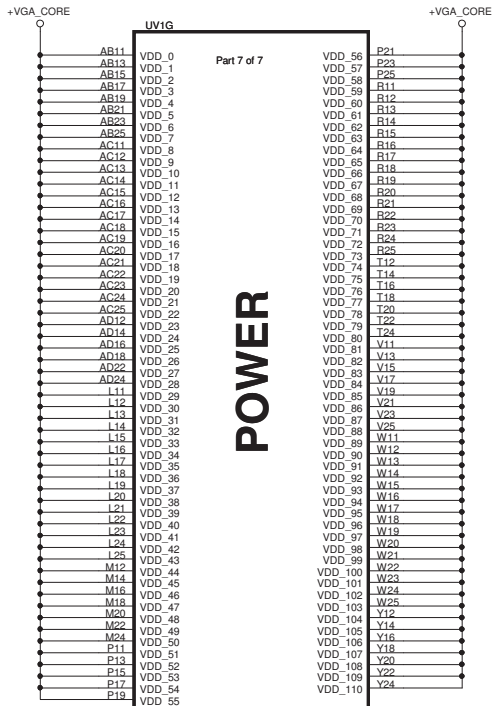 +VGA_CORE +VGA_CORE
UV1G
Part 7 of 7
AB11 VDD_0 VDD_56 P21
AB13 VDD_1 VDD_57 P23
AB15 VDD_2 VDD_58 P25
AB17 VDD_3 VDD_59 R11
AB19 VDD_4 VDD_60 R12
AB21 VDD_5 VDD_61 R13
AB23 VDD_6 VDD_62 R14
AB25 VDD_7 VDD_63 R15
AC11 VDD_8 VDD_64 R16
AC12 VDD_9 VDD_65 R17
AC13 VDD_10 VDD_66 R18
AC14 VDD_11 VDD_67 R19
AC15 VDD_12 VDD_68 R20
AC16 VDD_13 VDD_69 R21
AC17 VDD_14 VDD_70 R22
AC18 VDD_15 VDD_71 R23
AC19 VDD_16 VDD_72 R24
AC20 VDD_17 VDD_73 R25
AC21 VDD_18 VDD_74 T12
AC22 VDD_19 VDD_75 T14
AC23 VDD_20 VDD_76 T16
AC24 VDD_21 VDD_77 T18
AC25 VDD_22 VDD_78 T20
AD12 VDD_23 VDD_79 T22
AD14 VDD_24 VDD_80 T24
AD16 VDD_25 VDD_81 V11
AD18 VDD_26 VDD_82 V13
AD22 VDD_27 VDD_83 V15
AD24 VDD_28 VDD_84 V17
L11 VDD_29 VDD_85 V19
L12 VDD_30 VDD_86 V21
L13 VDD_31 VDD_87 V23
L14 VDD_32 VDD_88 V25
L15 VDD_33 VDD_89 W11
L16 VDD_34 VDD_90 W12
L17 VDD_35 VDD_91 W13
L18 VDD_36 VDD_92 W14
L19 VDD_37 VDD_93 W15
L20 VDD_38 VDD_94 W16
L21 VDD_39 VDD_95 W17
L22 VDD_40 VDD_96 W18
L23 VDD_41 VDD_97 W19
L24 VDD_42 VDD_98 W20
L25 VDD_43 VDD_99 W21
M12 VDD_44 VDD_100 W22
M14 VDD_45 VDD_101 W23
M16 VDD_46 VDD_102 W24
M18 VDD_47 VDD_103 W25
M20 VDD_48 VDD_104 Y12
M22 VDD_49 VDD_105 Y14
M24 VDD_50 VDD_106 Y16
P11 VDD_51 VDD_107 Y18
P13 VDD_52 VDD_108 Y20
P15 VDD_53 VDD_109 Y22
P17 VDD_54 VDD_110 Y24
P19 VDD_55
POWER